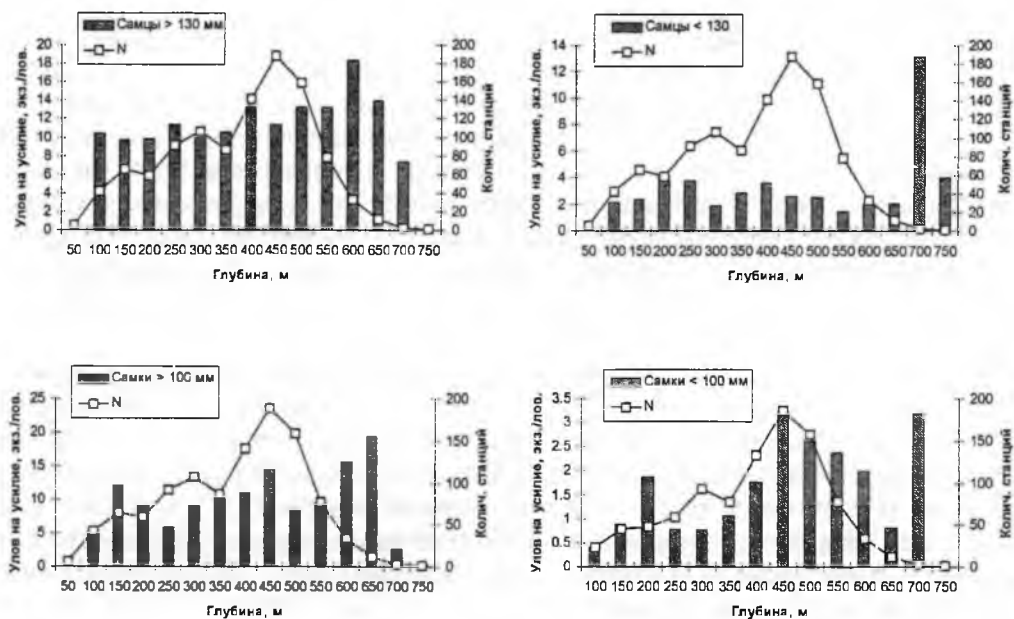 Самцы > 130 мм
N
Улов на усилие, экз./лов.
20
18
16
14
12
10
8
6
4
2
0
200
180
160
140
120
100
80
60
40
20
0
Колич. станций
50 100 150 200 250 300 350 400 450 500 550 600 650 700 750
Глубина, м
Самцы < 130
N
Улов на усилие, экз./лов.
14
12
10
8
6
4
2
0
200
180
160
140
120
100
80
60
40
20
0
Колич. станций
50 100 150 200 250 300 350 400 450 500 550 600 650 700 750
Глубина, м
Самки > 100 мм
N
Улов на усилие, экз./лов.
25
20
15
10
5
0
200
150
100
50
0
Колич. станций
50 100 150 200 250 300 350 400 450 500 550 600 650 700 750
Глубина, м
Самки < 100 мм
N
Улов на усилие, экз./лов.
3.5
3
2.5
2
1.5
1
0.5
0
200
150
100
50
0
Колич. станций
100 150 200 250 300 350 400 450 500 550 600 650 700 750
Глубина, м